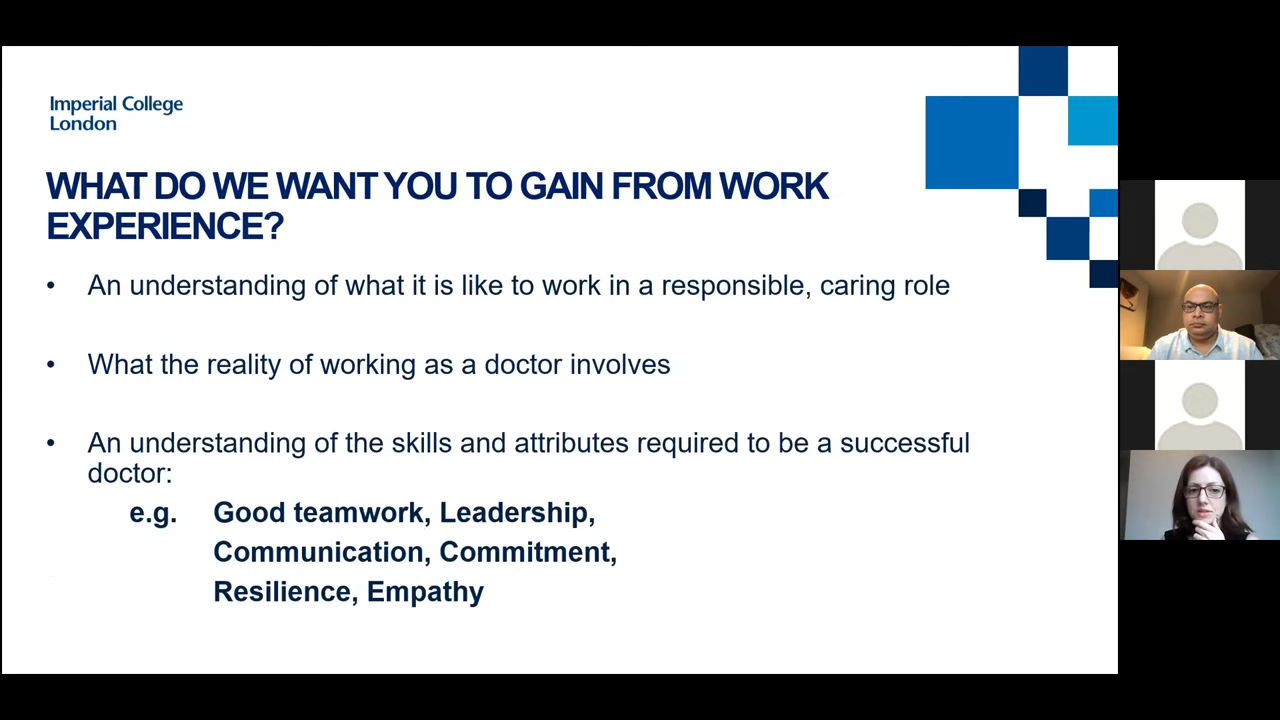 Imperial College
London
WHAT DO WE WANT YOU TO GAIN FROM WORK
EXPERIENCE?
• An understanding of what it is like to work in a responsible, caring role
• What the reality of working as a doctor involves
• An understanding of the skills and attributes required to be a successful
doctor:
e.g. Good teamwork, Leadership,
Communication, Commitment,
Resilience, Empathy